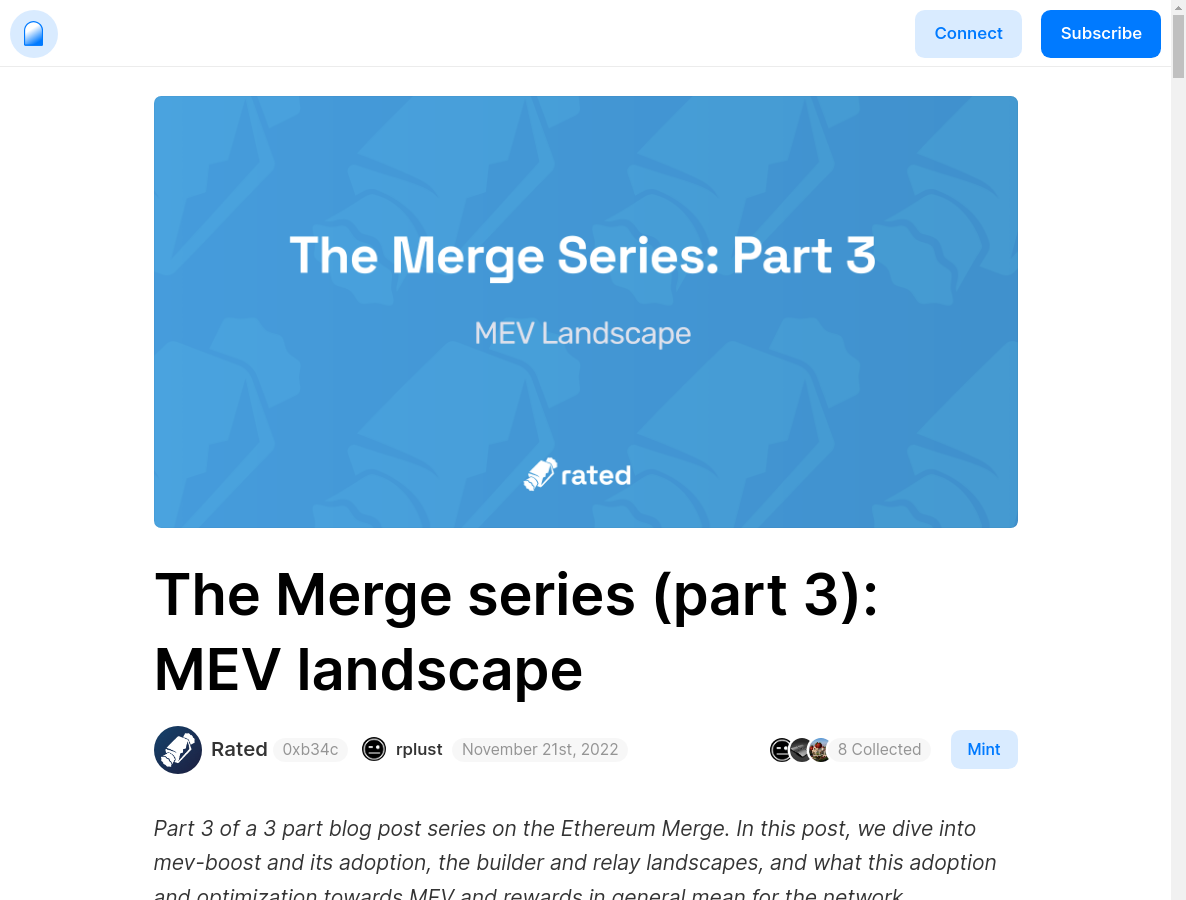 Connect
Subscribe
The Merge Series: Part 3
MEV Landscape
rated
The Merge series (part 3):
MEV landscape
Rated 0xb34c rplust November 21st, 2022 8 Collected Mint
Part 3 of a 3 part blog post series on the Ethereum Merge. In this post, we dive into
mev-boost and its adoption, the builder and relay landscapes, and what this adoption
and optimization towards MEV and rewards in general mean for the network.